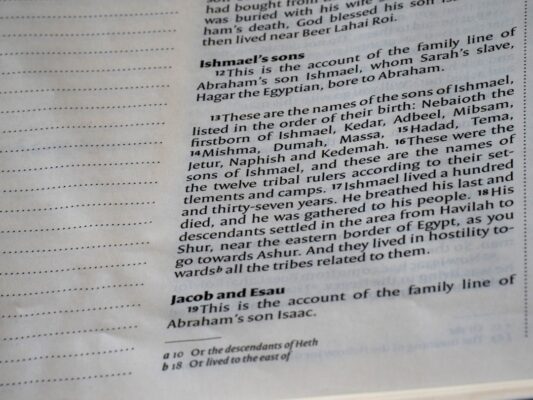 had bought from
was buried with his wife
ham's death, God blessed his son
then lived near Beer Lahai Roi.
Ishmael's sons
12This is the account of the family line of
Abraham's son Ishmael, whom Sarah's slave,
Hagar the Egyptian, bore to Abraham.
13These are the names of the sons of Ishmael,
listed in the order of their birth: Nebaioth the
firstborn of Ishmael, Kedar, Adbeel, Mibsam,
14Mishma, Dumah, Massa, 15Hadad, Tema,
Jetur, Naphish and Kedemah. 16These were the
sons of Ishmael, and these are the names of
the twelve tribal rulers according to their set-
tlements and camps. 17Ishmael lived a hundred
and thirty-seven years. He breathed his last and
died, and he was gathered to his people. 18His
descendants settled in the area from Havilah to
Shur, near the eastern border of Egypt, as you
go towards Ashur. And they lived in hostility to-
wardsb all the tribes related to them.
Jacob and Esau
19This is the account of the family line of
Abraham's son Isaac.
a 10 Or the descendants of Heth
b 18 Or lived to the east of